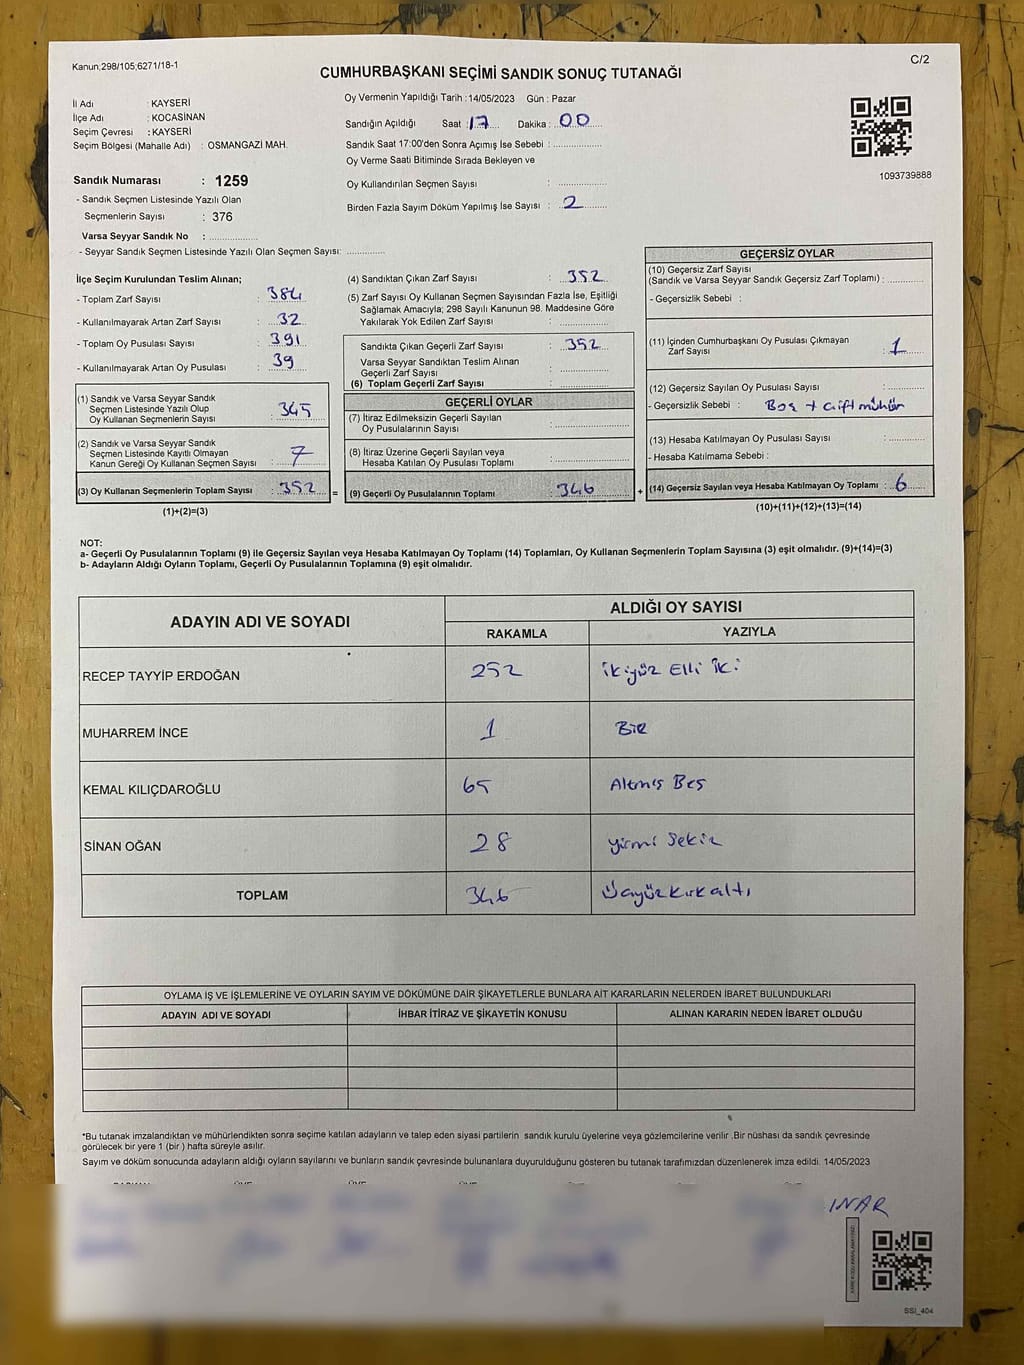 Kanun;298/105;6271/18-1
C/2
CUMHURBAŞKANI SEÇİMİ SANDIK SONUÇ TUTANAĞI
İl Adı : KAYSERİ
İlçe Adı : KOCASİNAN
Seçim Çevresi : KAYSERİ
Seçim Bölgesi (Mahalle Adı) : OSMANGAZİ MAH.
Sandık Numarası : 1259
- Sandık Seçmen Listesinde Yazılı Olan
Seçmenlerin Sayısı : 376
Varsa Seyyar Sandık No :
- Seyyar Sandık Seçmen Listesinde Yazılı Olan Seçmen Sayısı:
Oy Vermenin Yapıldığı Tarih : 14/05/2023 Gün : Pazar
Sandığın Açıldığı Saat : 17 Dakika : 00
Sandık Saat 17:00'den Sonra Açımış İse Sebebi :
Oy Verme Saati Bitiminde Sırada Bekleyen ve
Oy Kullandırılan Seçmen Sayısı :
Birden Fazla Sayım Döküm Yapılmış İse Sayısı : 2
1093739888
İlçe Seçim Kurulundan Teslim Alınan;
- Toplam Zarf Sayısı : 384
- Kullanılmayarak Artan Zarf Sayısı : 32
- Toplam Oy Pusulası Sayısı : 391
- Kullanılmayarak Artan Oy Pusulası : 39
(1) Sandık ve Varsa Seyyar Sandık
Seçmen Listesinde Yazılı Olup
Oy Kullanan Seçmenlerin Sayısı : 345
(2) Sandık ve Varsa Seyyar Sandık
Seçmen Listesinde Kayıtlı Olmayan
Kanun Gereği Oy Kullanan Seçmen Sayısı : 7
(3) Oy Kullanan Seçmenlerin Toplam Sayısı : 352 =
(1)+(2)=(3)
(4) Sandıktan Çıkan Zarf Sayısı : 352
(5) Zarf Sayısı Oy Kullanan Seçmen Sayısından Fazla İse, Eşitliği
Sağlamak Amacıyla; 298 Sayılı Kanunun 98. Maddesine Göre
Yakılarak Yok Edilen Zarf Sayısı :
Sandıkta Çıkan Geçerli Zarf Sayısı : 352
Varsa Seyyar Sandıktan Teslim Alınan
Geçerli Zarf Sayısı :
(6) Toplam Geçerli Zarf Sayısı :
GEÇERLİ OYLAR
(7) İtiraz Edilmeksizin Geçerli Sayılan
Oy Pusulalarının Sayısı :
(8) İtiraz Üzerine Geçerli Sayılan veya
Hesaba Katılan Oy Pusulası Toplamı :
(9) Geçerli Oy Pusulalarının Toplamı : 346 +
GEÇERSİZ OYLAR
(10) Geçersiz Zarf Sayısı
(Sandık ve Varsa Seyyar Sandık Geçersiz Zarf Toplamı) :
- Geçersizlik Sebebi :
(11) İçinden Cumhurbaşkanı Oy Pusulası Çıkmayan
Zarf Sayısı : 1
(12) Geçersiz Sayılan Oy Pusulası Sayısı :
- Geçersizlik Sebebi : Boş + çift mühür
(13) Hesaba Katılmayan Oy Pusulası Sayısı :
- Hesaba Katılmama Sebebi :
(14) Geçersiz Sayılan veya Hesaba Katılmayan Oy Toplamı : 6
(10)+(11)+(12)+(13)=(14)
NOT:
a- Geçerli Oy Pusulalarının Toplamı (9) ile Geçersiz Sayılan veya Hesaba Katılmayan Oy Toplamı (14) Toplamları, Oy Kullanan Seçmenlerin Toplam Sayısına (3) eşit olmalıdır. (9)+(14)=(3)
b- Adayların Aldığı Oyların Toplamı, Geçerli Oy Pusulalarının Toplamına (9) eşit olmalıdır.
ADAYIN ADI VE SOYADI
ALDIĞI OY SAYISI
RAKAMLA YAZIYLA
RECEP TAYYİP ERDOĞAN 252 ikiyüz Elli iki
MUHARREM İNCE 1 Bir
KEMAL KILIÇDAROĞLU 65 Altmış Beş
SİNAN OĞAN 28 yirmi Sekiz
TOPLAM 346 Üçyüzkırkaltı
OYLAMA İŞ VE İŞLEMLERİNE VE OYLARIN SAYIM VE DÖKÜMÜNE DAİR ŞİKAYETLERLE BUNLARA AİT KARARLARIN NELERDEN İBARET BULUNDUKLARI
ADAYIN ADI VE SOYADI İHBAR İTİRAZ VE ŞİKAYETİN KONUSU ALINAN KARARIN NEDEN İBARET OLDUĞU
*Bu tutanak imzalandıktan ve mühürlendikten sonra seçime katılan adayların ve talep eden siyasi partilerin sandık kurulu üyelerine veya gözlemcilerine verilir .Bir nüshası da sandık çevresinde
görülecek bir yere 1 (bir ) hafta süreyle asılır.
Sayım ve döküm sonucunda adayların aldığı oyların sayılarını ve bunların sandık çevresinde bulunanlara duyurulduğunu gösteren bu tutanak tarafımızdan düzenlenerek imza edildi. 14/05/2023
INAR
SSI_404